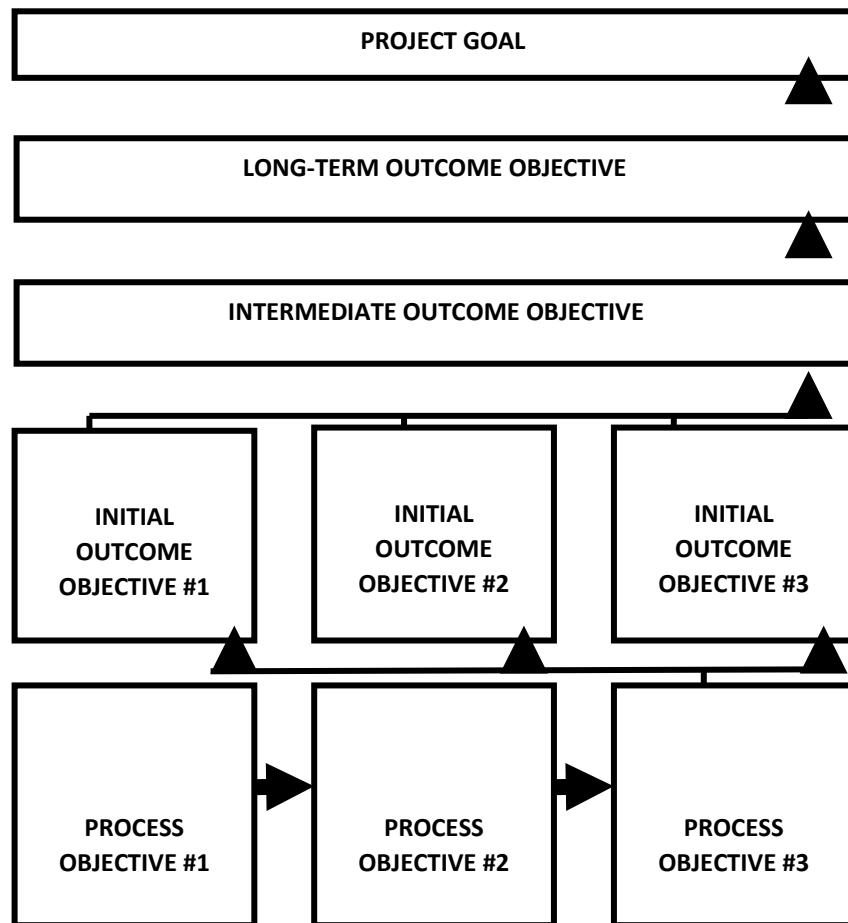 PROJECT GOAL
LONG-TERM OUTCOME OBJECTIVE
INTERMEDIATE OUTCOME OBJECTIVE
INITIAL
OUTCOME
OBJECTIVE #1
INITIAL
OUTCOME
OBJECTIVE #2
INITIAL
OUTCOME
OBJECTIVE #3
PROCESS
OBJECTIVE #1
PROCESS
OBJECTIVE #2
PROCESS
OBJECTIVE #3